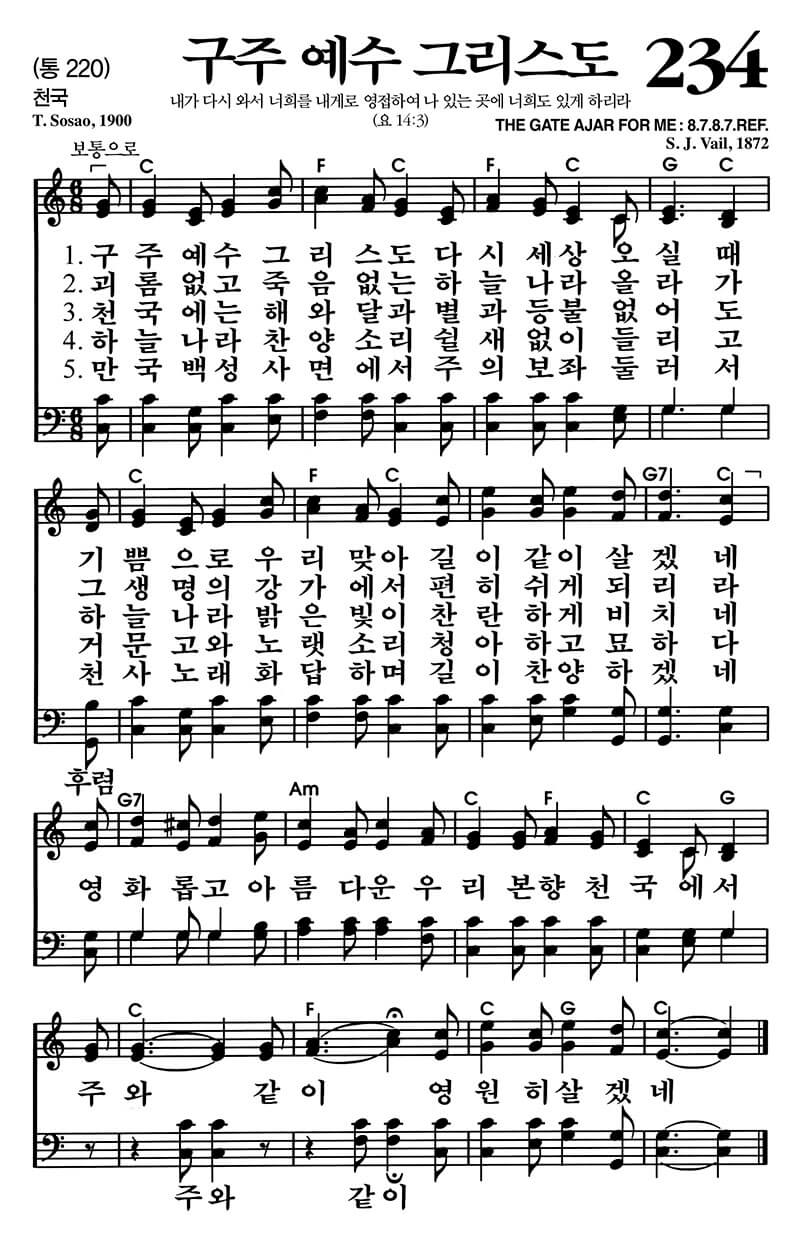 (통 220) 구주 예수 그리스도 234
천국 내가 다시 와서 너희를 내게로 영접하여 나 있는 곳에 너희도 있게 하리라
T. Sosao, 1900 (요 14:3) THE GATE AJAR FOR ME : 8.7.8.7.REF.
보통으로 S. J. Vail, 1872
C F C F C G C
1. 구 주 예수 그 리 스도 다 시 세상 오 실 때
2. 괴 롬 없고 죽 음 없는 하 늘 나라 올 라 가
3. 천 국 에는 해 와 달과 별 과 등불 없 어 도
4. 하 늘 나라 찬 양 소리 쉴 새 없이 들 리 고
5. 만 국 백성 사 면 에서 주 의 보좌 둘 러 서
C F C G7 C
기 쁨 으로 우 리 맞아 길 이 같이 살 겠 네
그 생 명의 강 가 에서 편 히 쉬게 되 리 라
하 늘 나라 밝 은 빛이 찬 란 하게 비 치 네
거 문 고와 노 랫 소리 청 아 하고 묘 하 다
천 사 노래 화 답 하며 길 이 찬양 하 겠 네
후렴
G7 Am C F C G
영 화 롭고 아 름 다운 우 리 본향 천 국 에서
C F C G C
주 와 같 이 영 원 히 살 겠 네
주와 같이